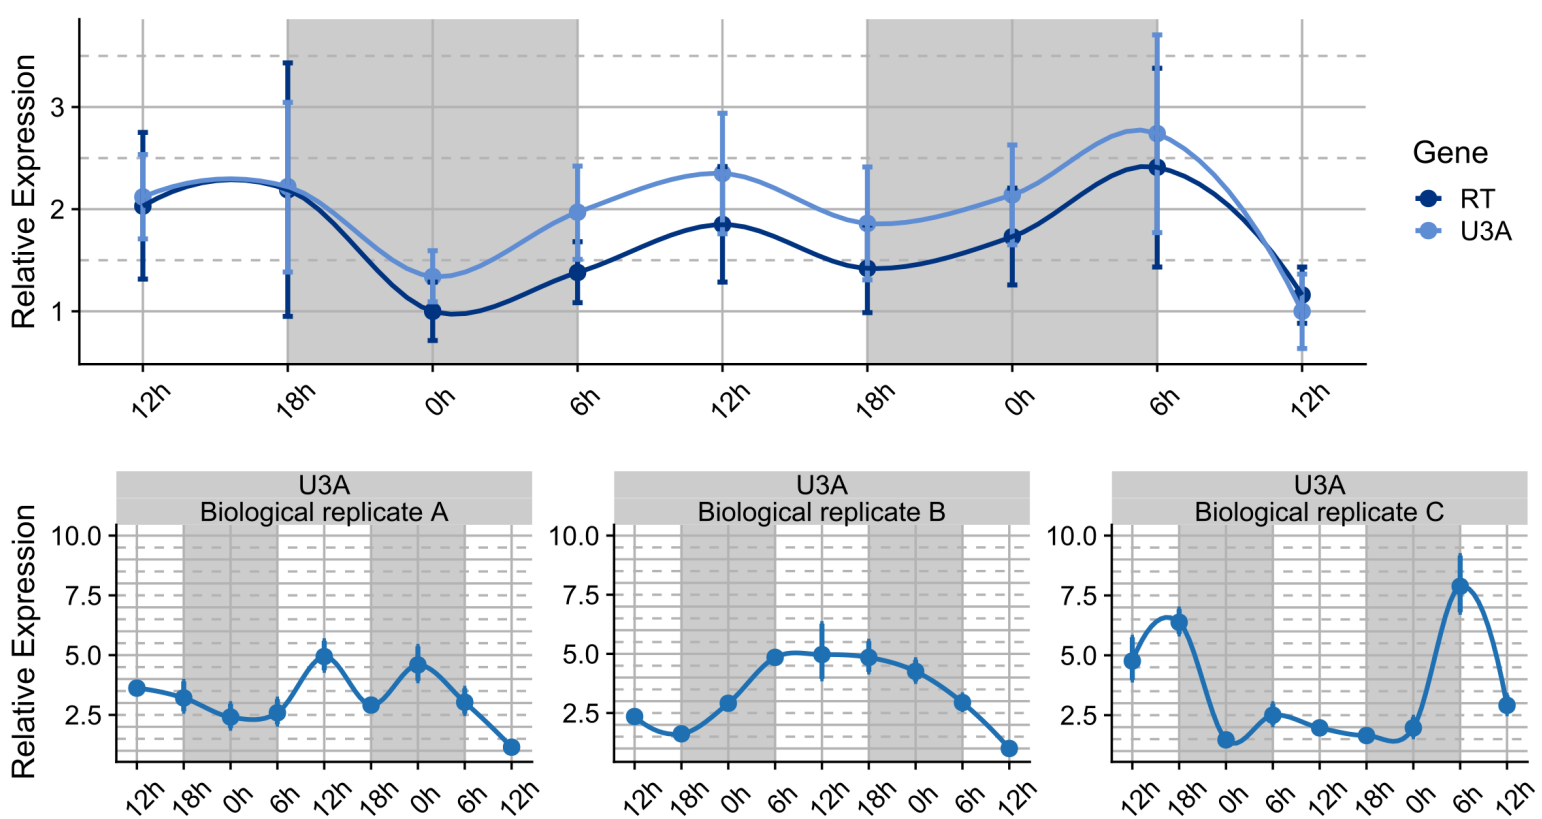 Relative Expression
3
2
1
12h 18h 0h 6h 12h 18h 0h 6h 12h
Gene
RT
U3A
Relative Expression
U3A
Biological replicate A
10.0
7.5
5.0
2.5
12h 18h 0h 6h 12h 18h 0h 6h 12h
U3A
Biological replicate B
10.0
7.5
5.0
2.5
12h 18h 0h 6h 12h 18h 0h 6h 12h
U3A
Biological replicate C
10.0
7.5
5.0
2.5
12h 18h 0h 6h 12h 18h 0h 6h 12h